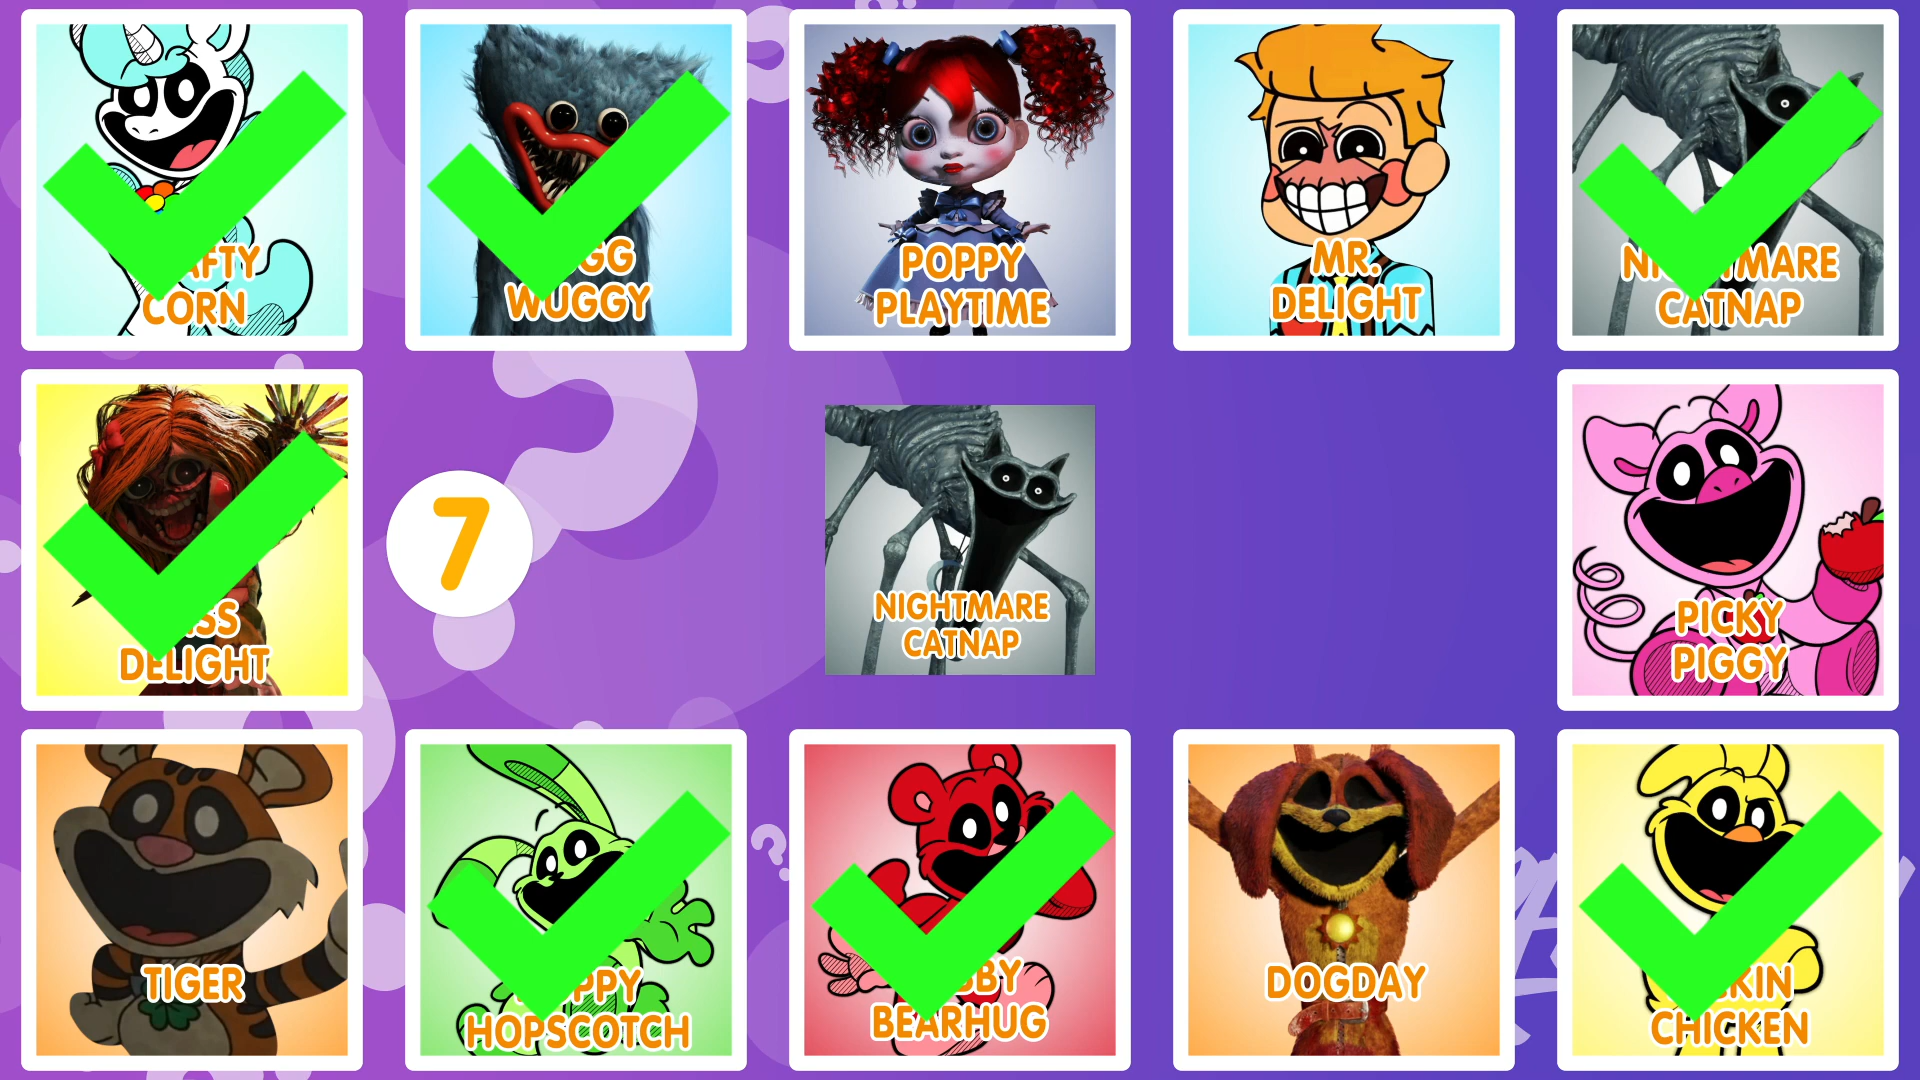 CORN
WUGGY
POPPY
PLAYTIME
MR.
DELIGHT
CATNAP
DELIGHT
7
NIGHTMARE
CATNAP
PICKY
PIGGY
TIGER
HOPSCOTCH
BEARHUG
DOGDAY
CHICKEN